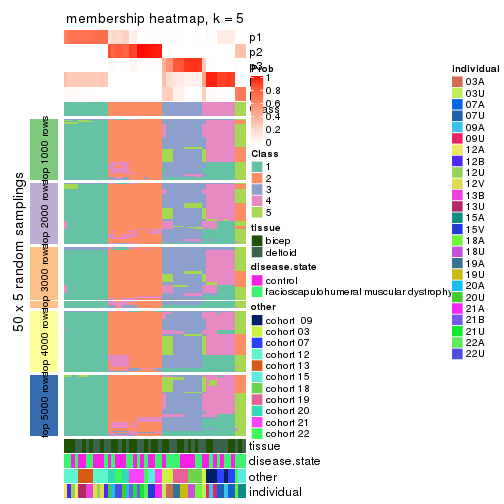 membership heatmap, k = 5
p1
p2
p3
Prob
1
0.8
0.6
0.4
0.2
0
Class
1
2
3
4
5
tissue
bicep
deltoid
disease.state
control
facioscapulohumeral muscular dystrophy
other
cohort 09
cohort 03
cohort 07
cohort 12
cohort 13
cohort 15
cohort 18
cohort 19
cohort 20
cohort 21
cohort 22
individual
03A
03U
07A
07U
09A
09U
12A
12B
12U
12V
13B
13U
15A
15V
18A
18U
19A
19U
20A
20U
21A
21B
21U
22A
22U
50 x 5 random samplings
top 1000 rows
top 2000 rows
top 3000 rows
top 4000 rows
top 5000 rows
tissue
disease.state
other
individual